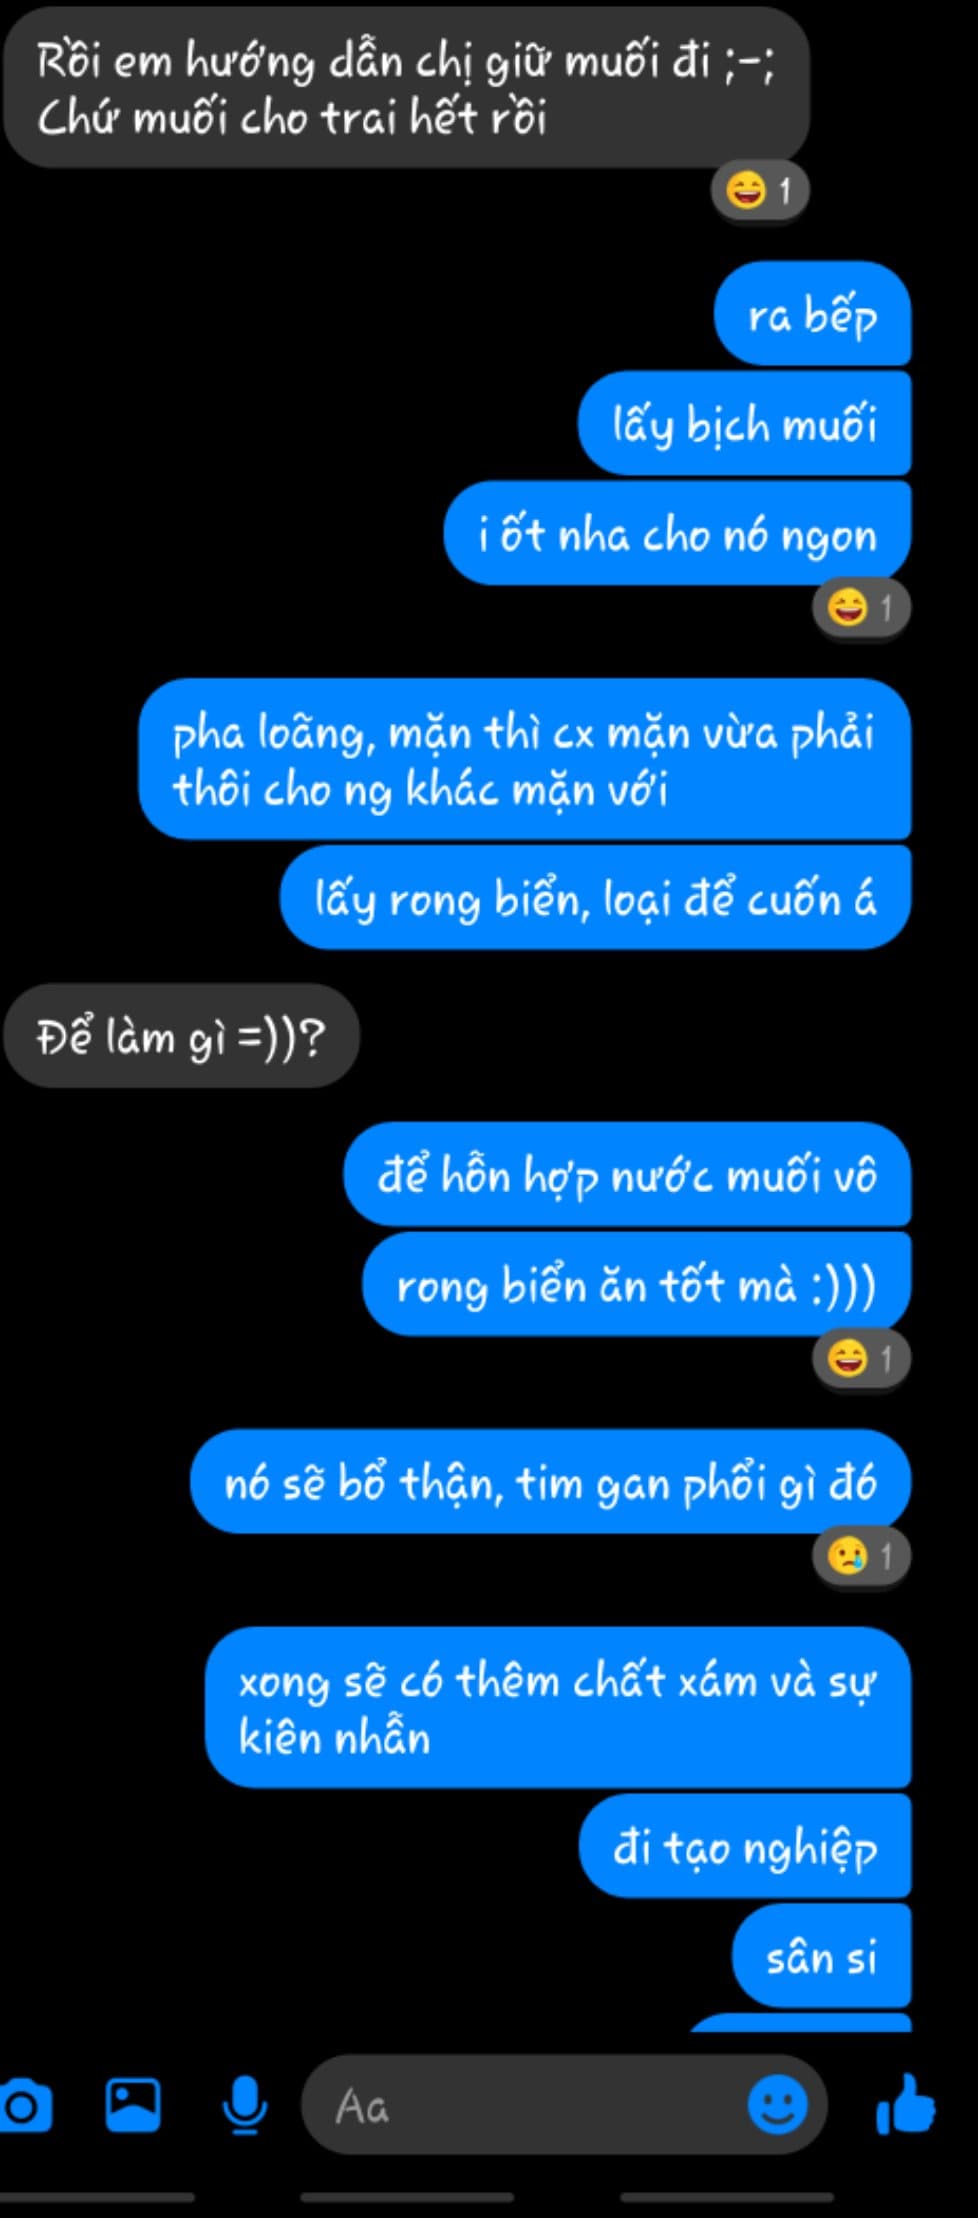 Rồi em hướng dẫn chị giữ muối đi ;-;
Chứ muối cho trai hết rồi
😄 1
ra bếp
lấy bịch muối
i ốt nha cho nó ngon
😄 1
pha loãng, mặn thì cx mặn vừa phải
thôi cho ng khác mặn với
lấy rong biển, loại để cuốn á
Để làm gì =))?
để hỗn hợp nước muối vô
rong biển ăn tốt mà :)))
😄 1
nó sẽ bổ thận, tim gan phổi gì đó
😢 1
xong sẽ có thêm chất xám và sự
kiên nhẫn
đi tạo nghiệp
sân si
Aa